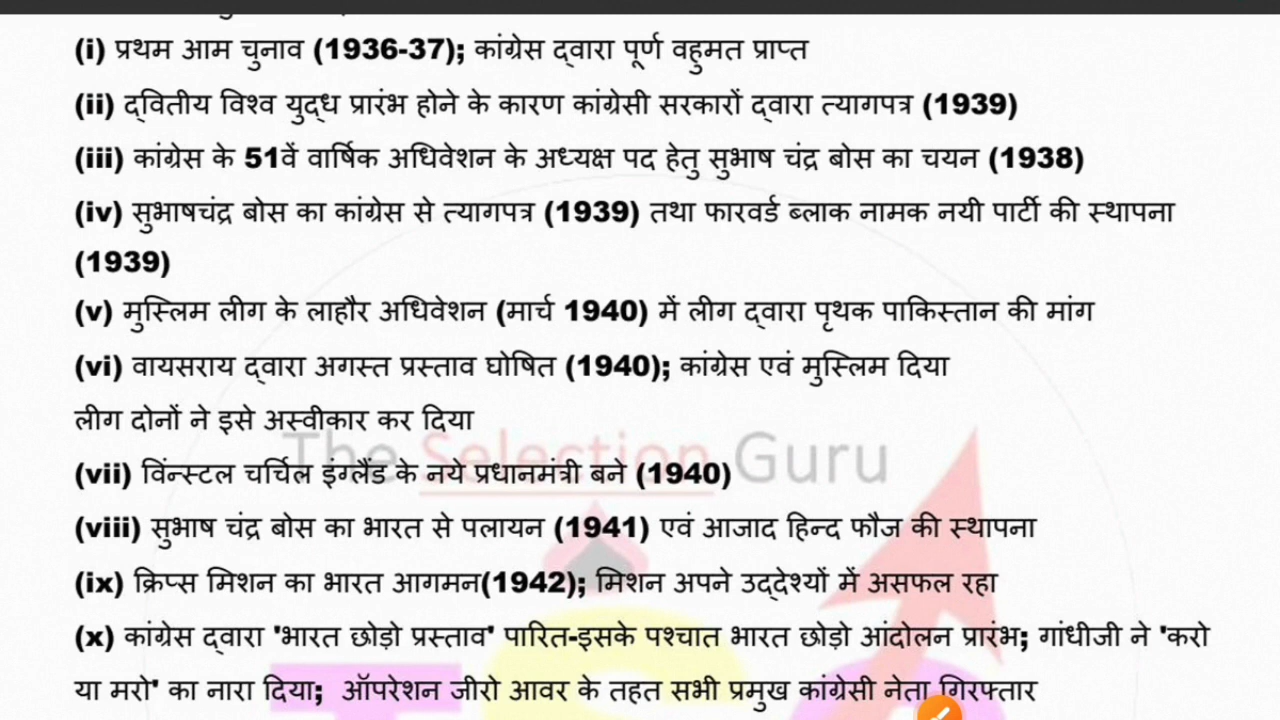 (i) प्रथम आम चुनाव (1936-37); कांग्रेस द्वारा पूर्ण वहुमत प्राप्त
(ii) द्वितीय विश्व युद्ध प्रारंभ होने के कारण कांग्रेसी सरकारों द्वारा त्यागपत्र (1939)
(iii) कांग्रेस के 51वें वार्षिक अधिवेशन के अध्यक्ष पद हेतु सुभाष चंद्र बोस का चयन (1938)
(iv) सुभाषचंद्र बोस का कांग्रेस से त्यागपत्र (1939) तथा फारवर्ड ब्लाक नामक नयी पार्टी की स्थापना
(1939)
(v) मुस्लिम लीग के लाहौर अधिवेशन (मार्च 1940) में लीग द्वारा पृथक पाकिस्तान की मांग
(vi) वायसराय द्वारा अगस्त प्रस्ताव घोषित (1940); कांग्रेस एवं मुस्लिम दिया
लीग दोनों ने इसे अस्वीकार कर दिया
The Selection Guru
(vii) विंन्स्टल चर्चिल इंग्लैंड के नये प्रधानमंत्री बने (1940)
(viii) सुभाष चंद्र बोस का भारत से पलायन (1941) एवं आजाद हिन्द फौज की स्थापना
(ix) क्रिप्स मिशन का भारत आगमन(1942); मिशन अपने उद्देश्यों में असफल रहा
(x) कांग्रेस द्वारा 'भारत छोड़ो प्रस्ताव' पारित-इसके पश्चात भारत छोड़ो आंदोलन प्रारंभ; गांधीजी ने 'करो
या मरो' का नारा दिया; ऑपरेशन जीरो आवर के तहत सभी प्रमुख कांग्रेसी नेता गिरफ्तार